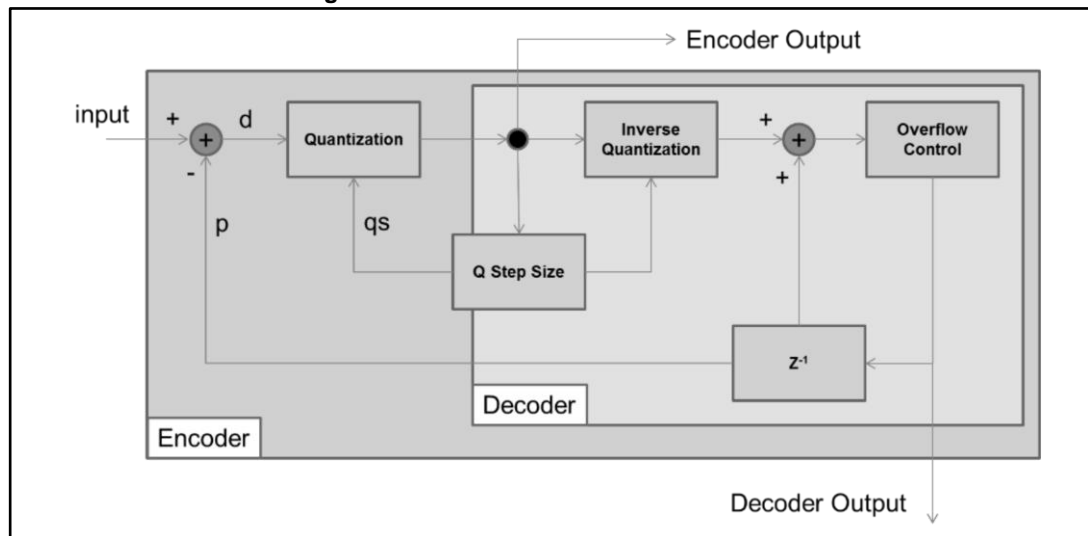 Encoder Output
input
+
d
Quantization
Inverse
Quantization
+
+
Overflow
Control
+
-
+
p
qs
Q Step Size
Z-1
Decoder
Encoder
Decoder Output